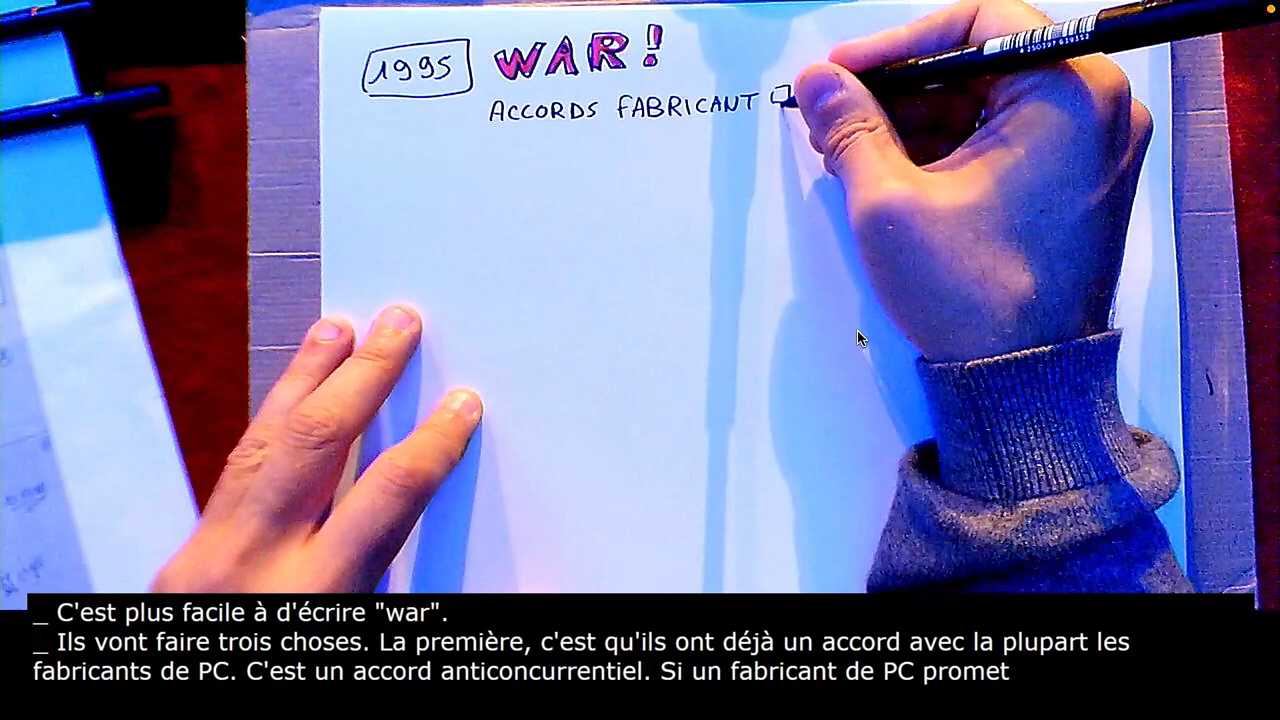 1995 WAR!
ACCORDS FABRICANT
_ C'est plus facile à d'écrire "war".
_ Ils vont faire trois choses. La première, c'est qu'ils ont déjà un accord avec la plupart les
fabricants de PC. C'est un accord anticoncurrentiel. Si un fabricant de PC promet